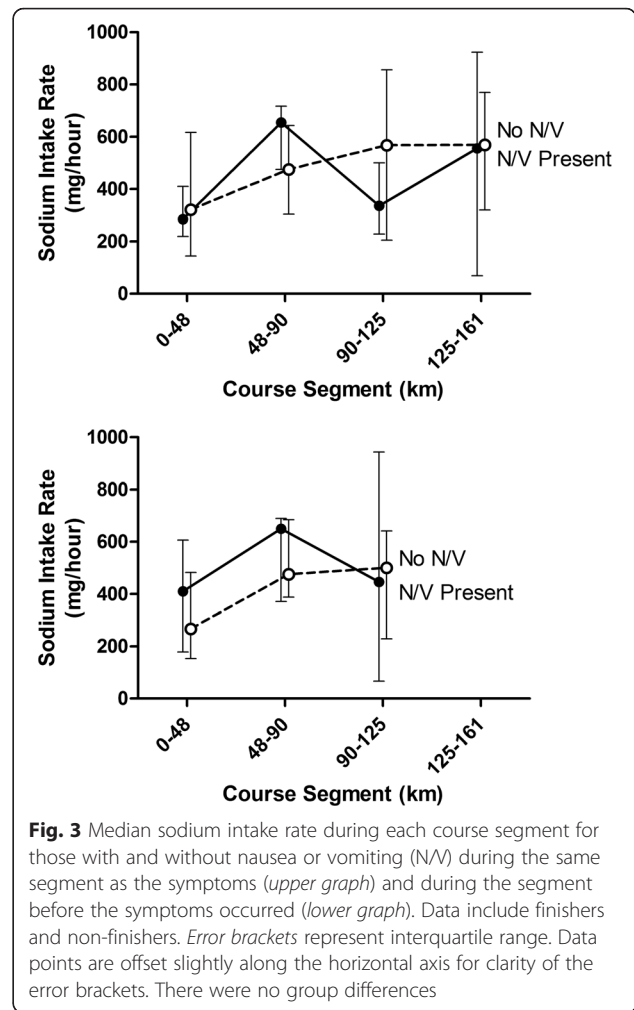 1000
800
600
400
200
0
Sodium Intake Rate
(mg/hour)
No N/V
N/V Present
0-48
48-90
90-125
125-161
Course Segment (km)
1000
800
600
400
200
0
Sodium Intake Rate
(mg/hour)
No N/V
N/V Present
0-48
48-90
90-125
125-161
Course Segment (km)
Fig. 3 Median sodium intake rate during each course segment for
those with and without nausea or vomiting (N/V) during the same
segment as the symptoms (upper graph) and during the segment
before the symptoms occurred (lower graph). Data include finishers
and non-finishers. Error brackets represent interquartile range. Data
points are offset slightly along the horizontal axis for clarity of the
error brackets. There were no group differences